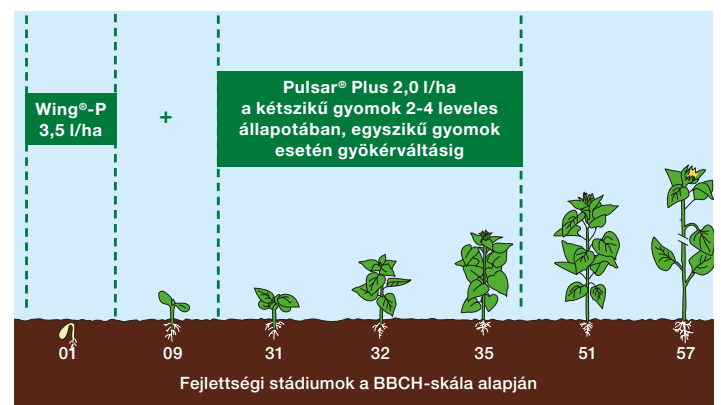 Wing®-P
3,5 l/ha
+
Pulsar® Plus 2,0 l/ha
a kétszikű gyomok 2-4 leveles
állapotában, egyszikű gyomok
esetén gyökérváltásig
01 09 31 32 35 51 57
Fejlettségi stádiumok a BBCH-skála alapján